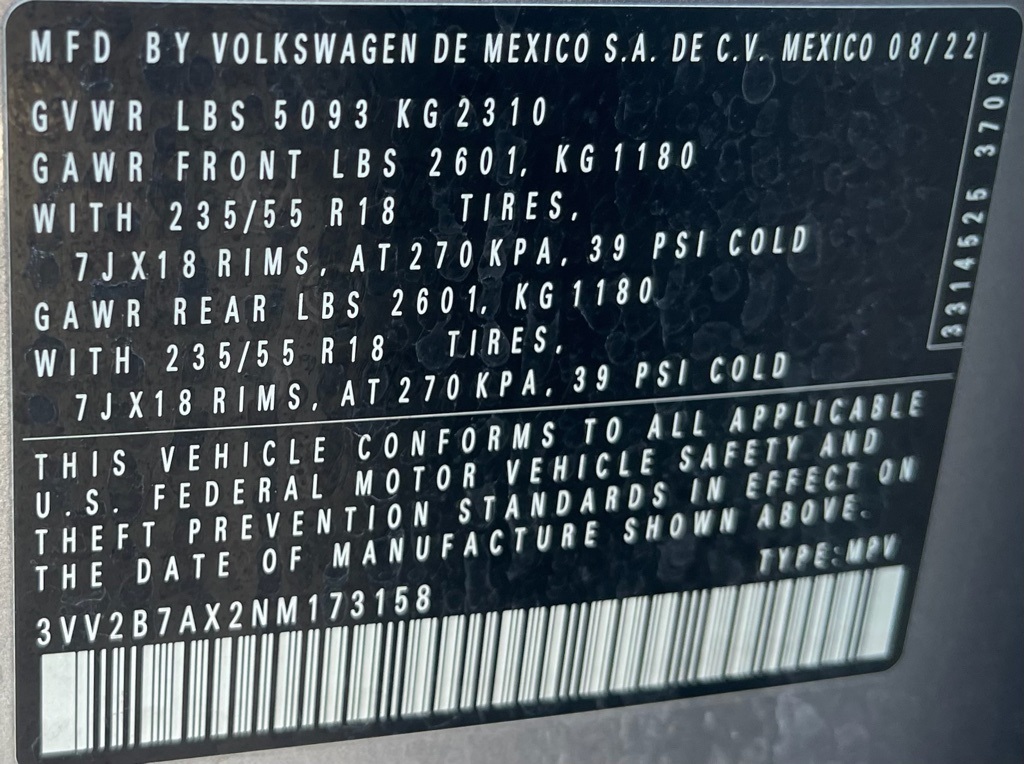 MFD BY VOLKSWAGEN DE MEXICO S.A. DE C.V. MEXICO 08/22
GVWR LBS 5093 KG 2310
GAWR FRONT LBS 2601, KG 1180
WITH 235/55 R18 TIRES,
7JX18 RIMS, AT 270 KPA, 39 PSI COLD
GAWR REAR LBS 2601, KG 1180
WITH 235/55 R18 TIRES,
7JX18 RIMS, AT 270 KPA, 39 PSI COLD
3314525 3709
THIS VEHICLE CONFORMS TO ALL APPLICABLE
U.S. FEDERAL MOTOR VEHICLE SAFETY AND
THEFT PREVENTION STANDARDS IN EFFECT ON
THE DATE OF MANUFACTURE SHOWN ABOVE.
TYPE:MPV
3VV2B7AX2NM173158